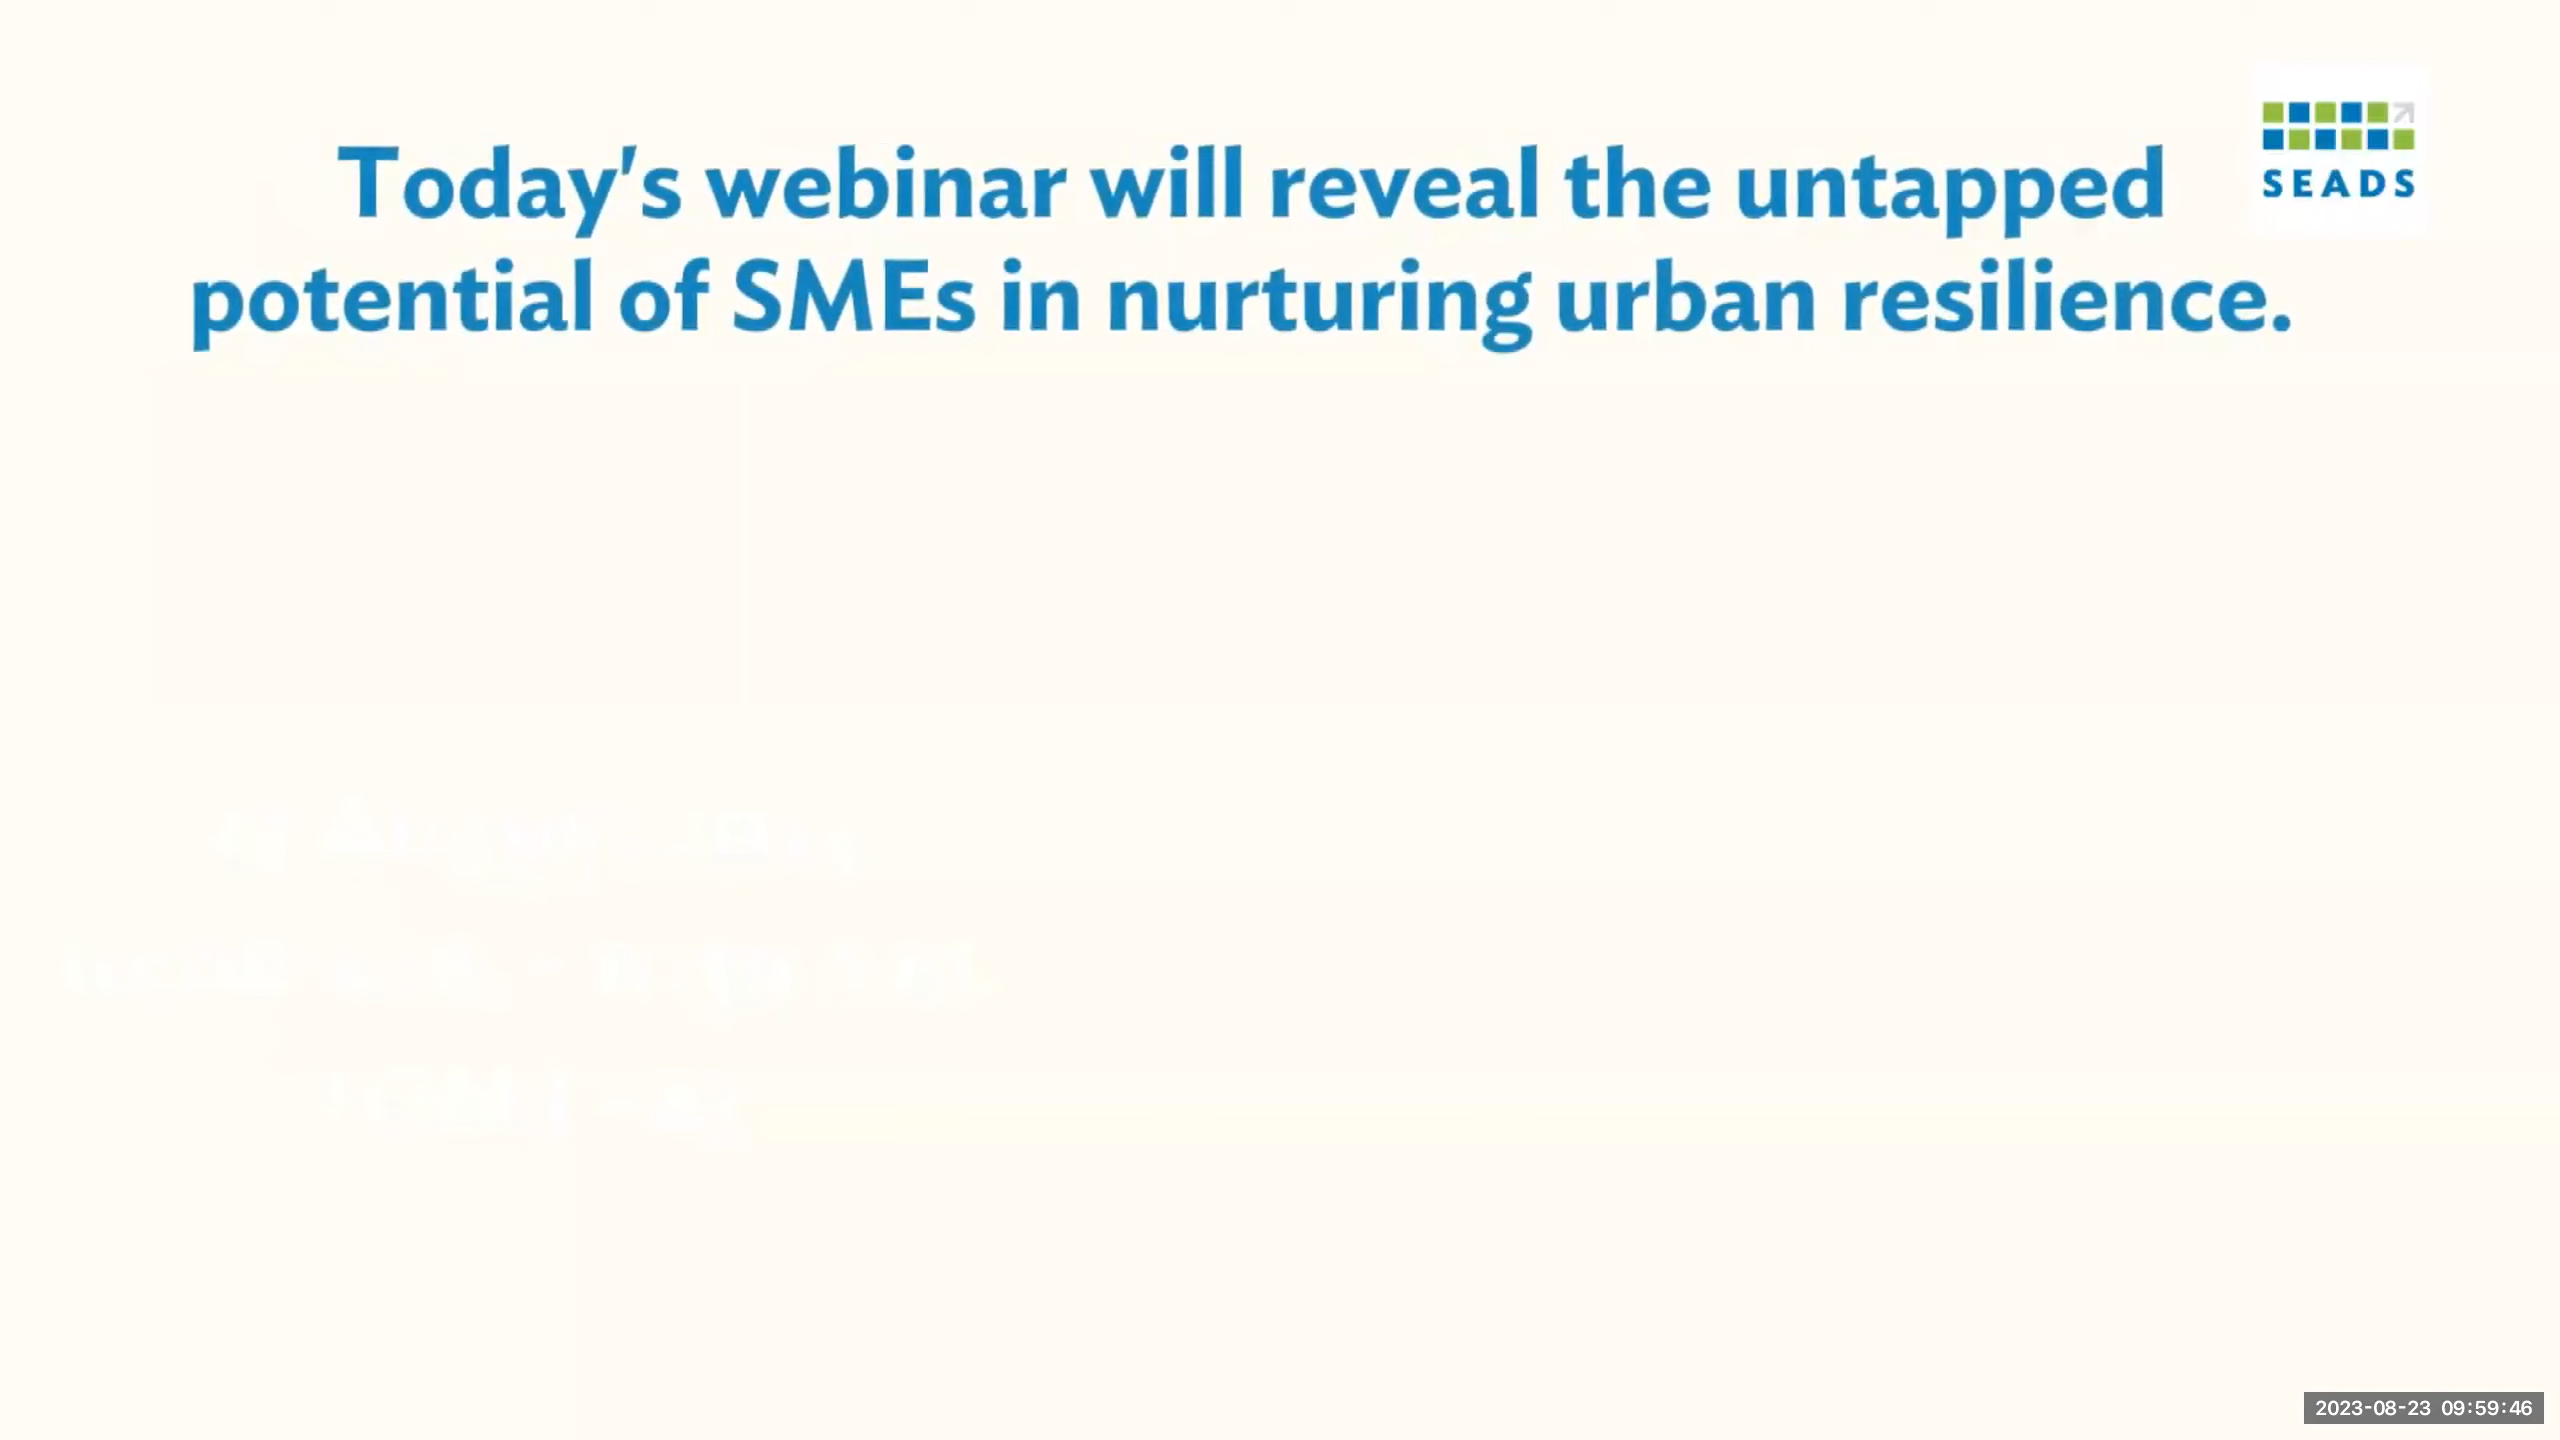 Today's webinar will reveal the untapped
potential of SMEs in nurturing urban resilience.
SEADS
2023-08-23 09:59:46